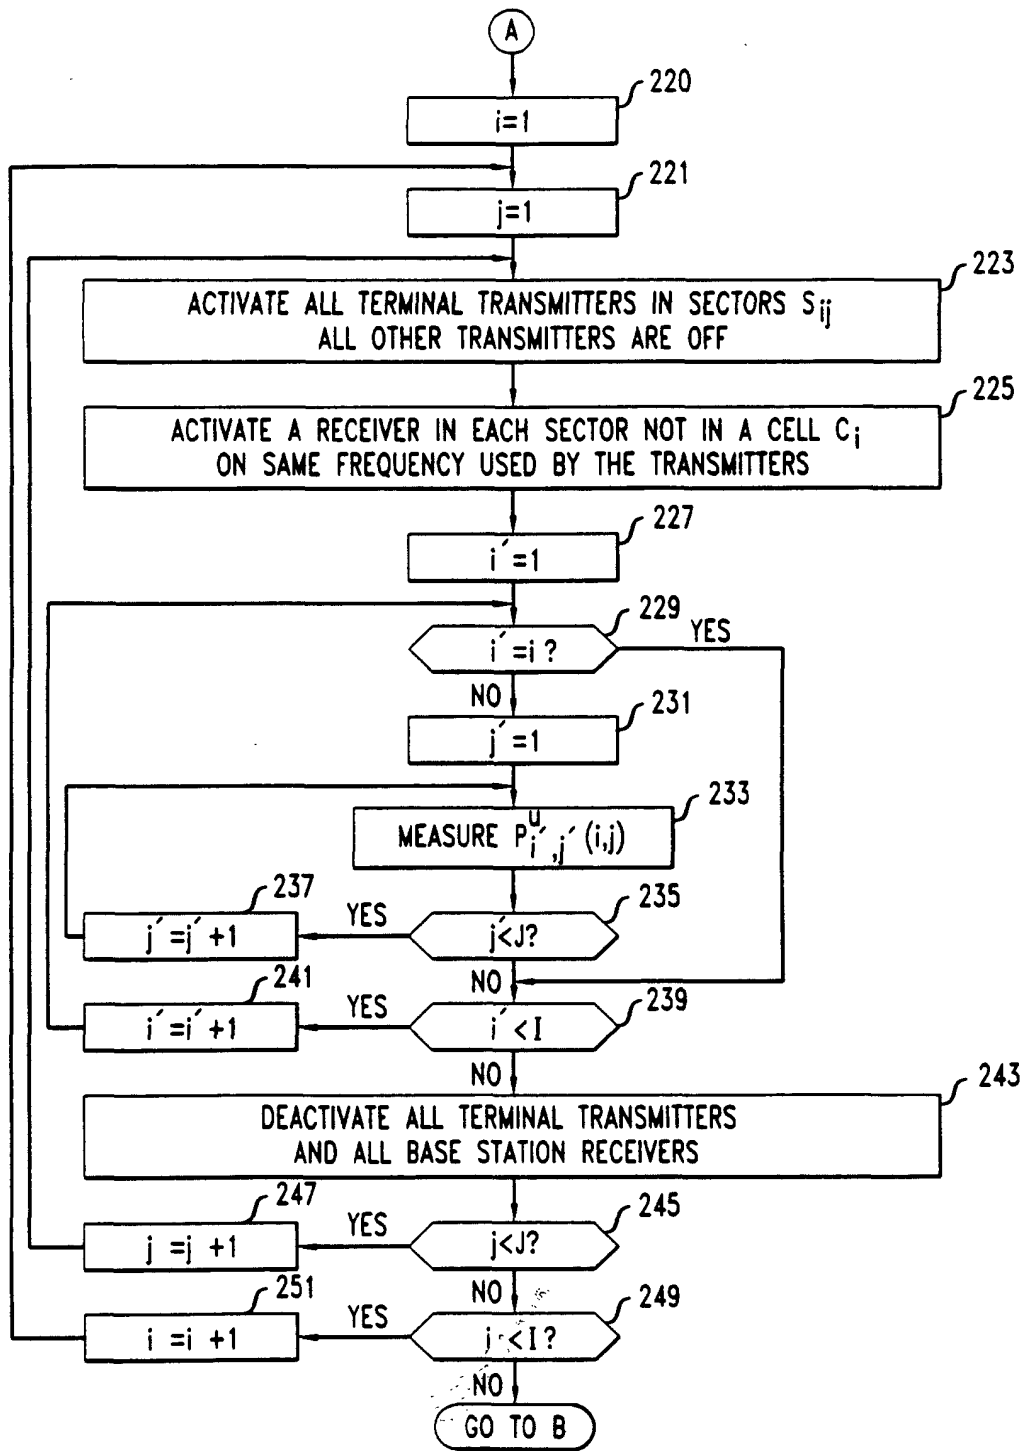 A
220
i=1
221
j=1
223
ACTIVATE ALL TERMINAL TRANSMITTERS IN SECTORS S_ij
ALL OTHER TRANSMITTERS ARE OFF
225
ACTIVATE A RECEIVER IN EACH SECTOR NOT IN A CELL C_i
ON SAME FREQUENCY USED BY THE TRANSMITTERS
227
i´=1
229
i´=i?
YES
NO
231
j´=1
233
MEASURE P^u_i´,j´(i,j)
237
j´=j´+1
YES
235
j´<J?
NO
241
i´=i´+1
YES
239
i´<I
NO
243
DEACTIVATE ALL TERMINAL TRANSMITTERS
AND ALL BASE STATION RECEIVERS
247
j =j +1
YES
245
j<J?
NO
251
i =i +1
YES
249
j <I?
NO
GO TO B